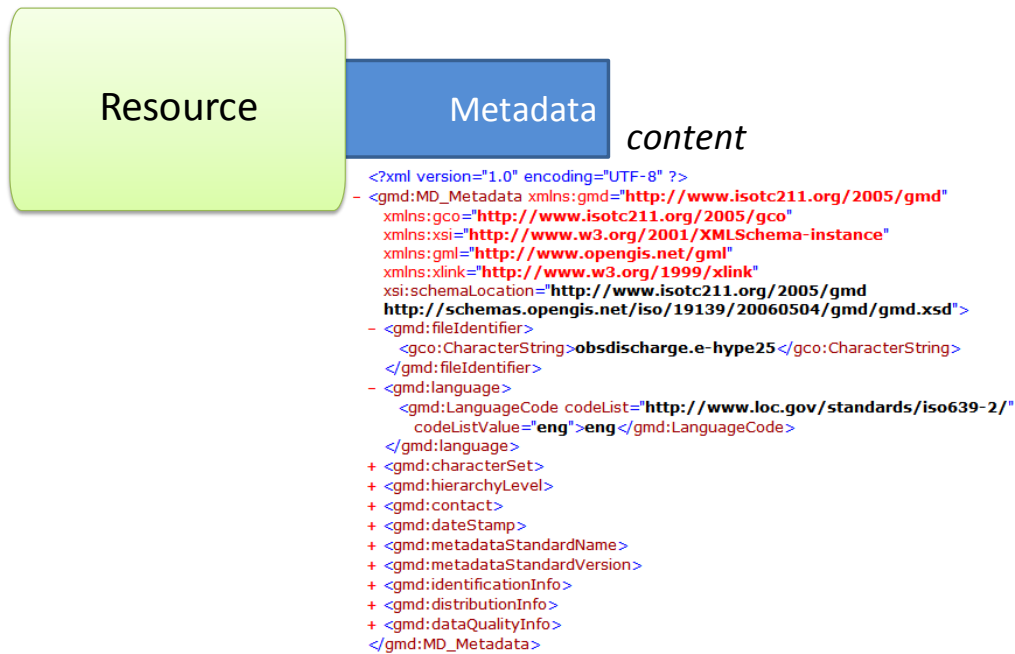 Resource
Metadata
content
<?xml version="1.0" encoding="UTF-8" ?>
- <gmd:MD_Metadata xmlns:gmd="http://www.isotc211.org/2005/gmd"
xmlns:gco="http://www.isotc211.org/2005/gco"
xmlns:xsi="http://www.w3.org/2001/XMLSchema-instance"
xmlns:gml="http://www.opengis.net/gml"
xmlns:xlink="http://www.w3.org/1999/xlink"
xsi:schemaLocation="http://www.isotc211.org/2005/gmd
http://schemas.opengis.net/iso/19139/20060504/gmd/gmd.xsd">
- <gmd:fileIdentifier>
<gco:CharacterString>obsdischarge.e-hype25</gco:CharacterString>
</gmd:fileIdentifier>
- <gmd:language>
<gmd:LanguageCode codeList="http://www.loc.gov/standards/iso639-2/"
codeListValue="eng">eng</gmd:LanguageCode>
</gmd:language>
+ <gmd:characterSet>
+ <gmd:hierarchyLevel>
+ <gmd:contact>
+ <gmd:dateStamp>
+ <gmd:metadataStandardName>
+ <gmd:metadataStandardVersion>
+ <gmd:identificationInfo>
+ <gmd:distributionInfo>
+ <gmd:dataQualityInfo>
</gmd:MD_Metadata>